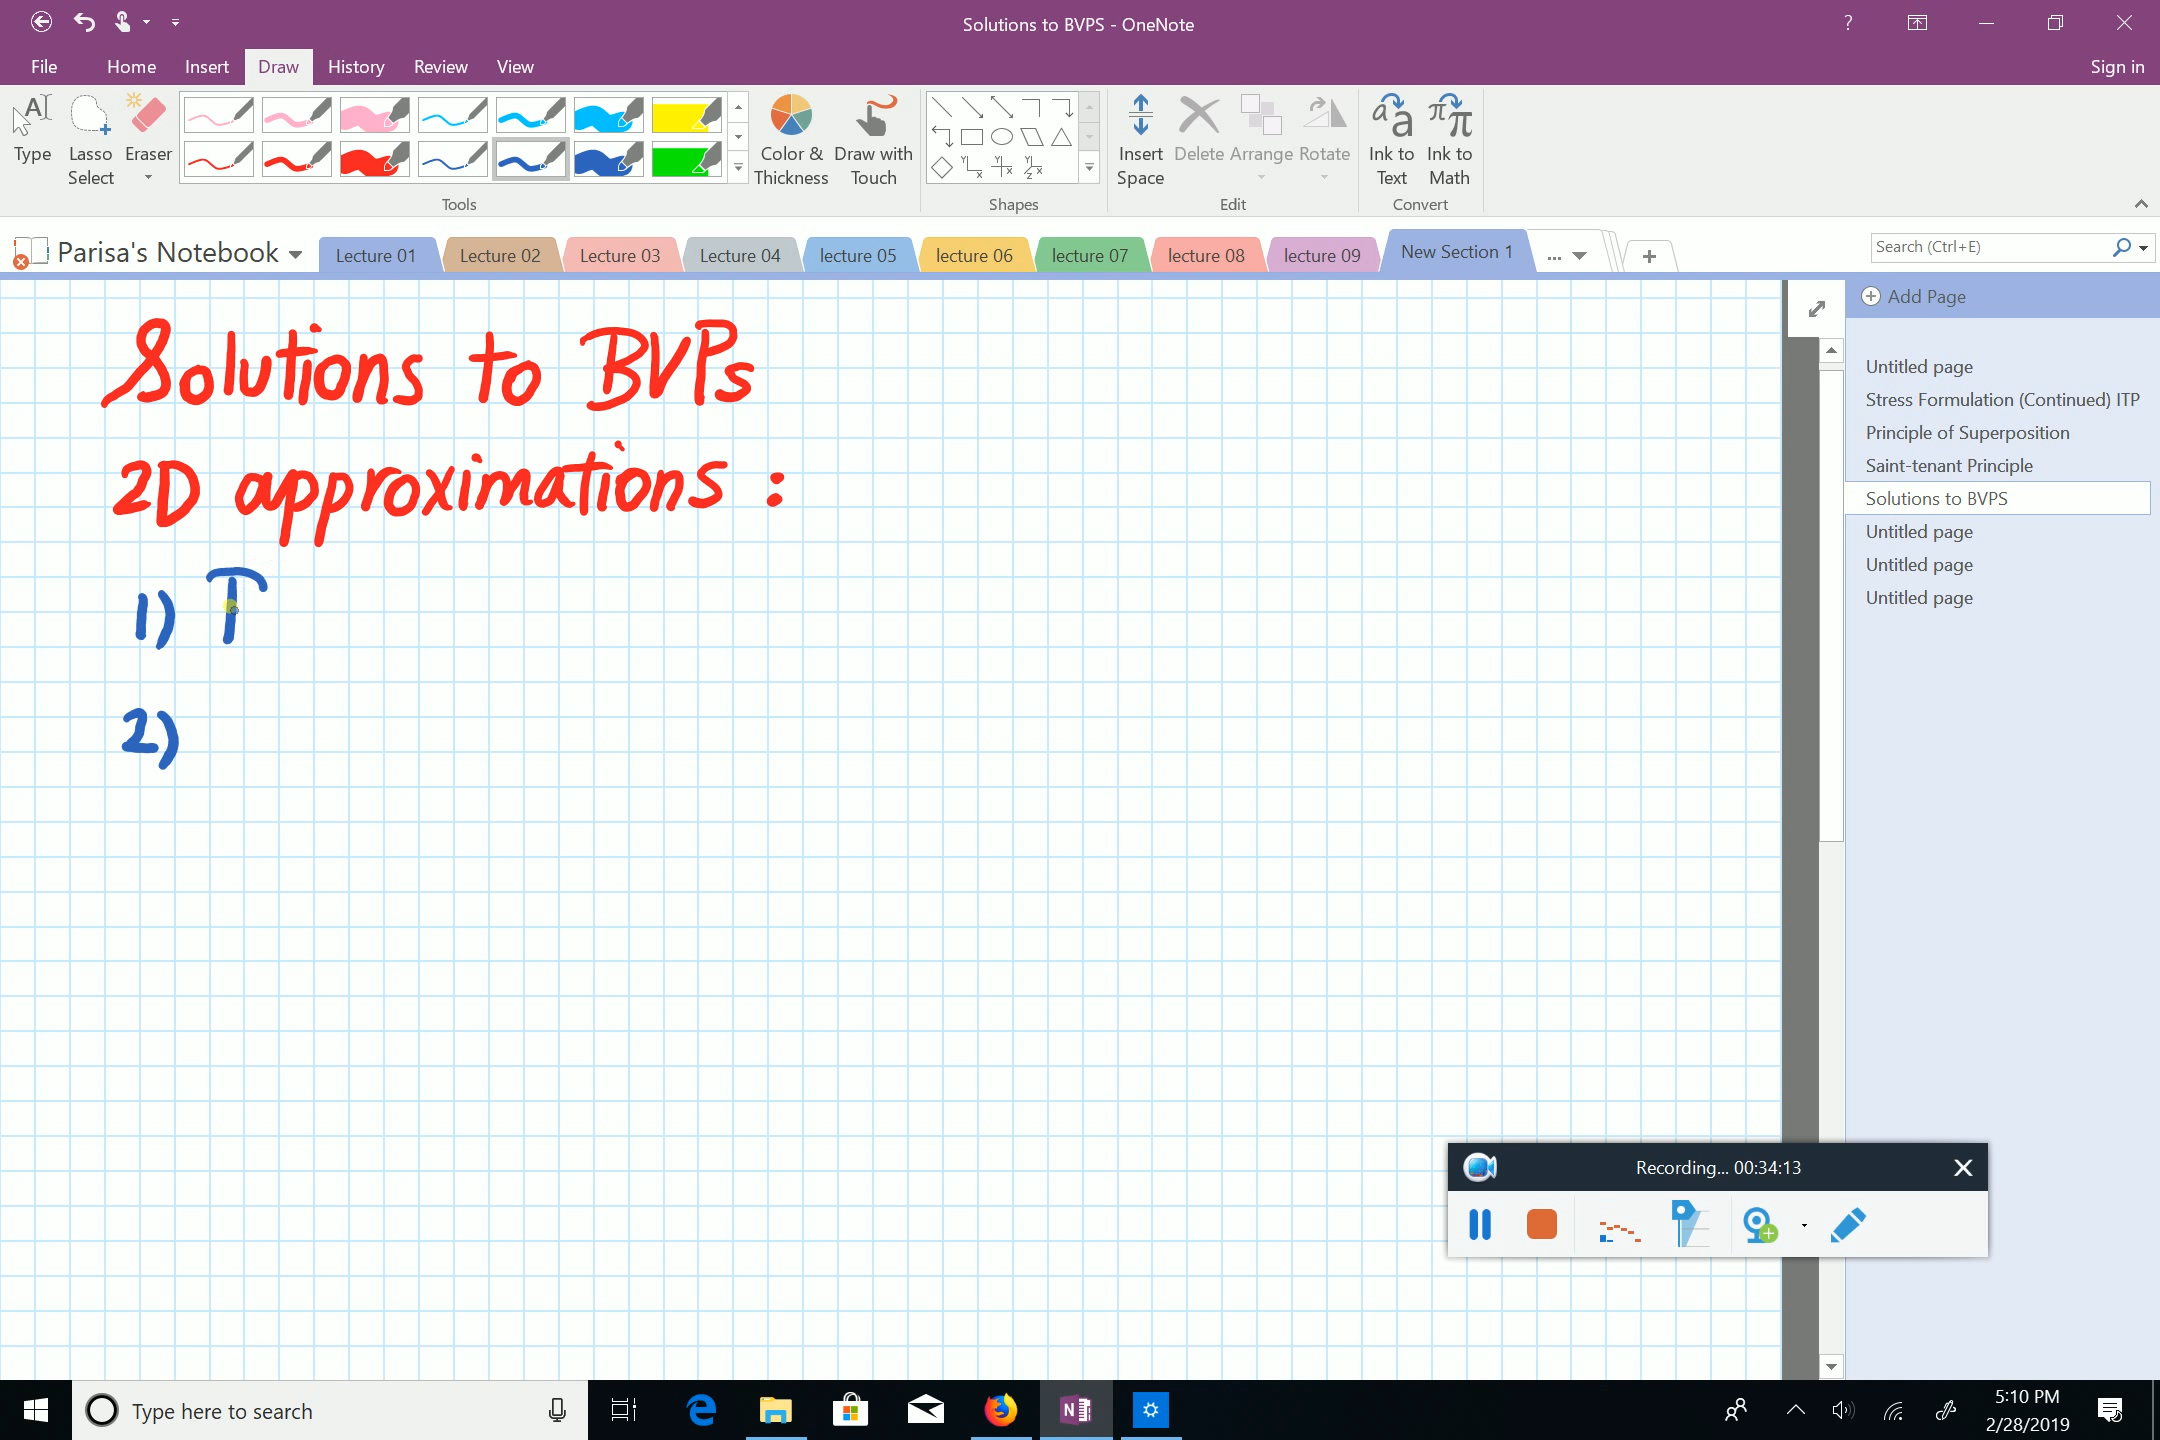 Solutions to BVPS - OneNote
?
File Home Insert Draw History Review View
Sign in
Type
Lasso Select
Eraser
Color & Thickness
Draw with Touch
Insert Space
Delete
Arrange
Rotate
Ink to Text
Ink to Math
Tools
Shapes
Edit
Convert
Parisa's Notebook
Lecture 01
Lecture 02
Lecture 03
Lecture 04
lecture 05
lecture 06
lecture 07
lecture 08
lecture 09
New Section 1
...
Search (Ctrl+E)
Add Page
Untitled page
Stress Formulation (Continued) ITP
Principle of Superposition
Saint-tenant Principle
Solutions to BVPS
Untitled page
Untitled page
Untitled page
Solutions to BVPs
2D approximations :
1) T
2)
Recording... 00:34:13
Type here to search
5:10 PM
2/28/2019